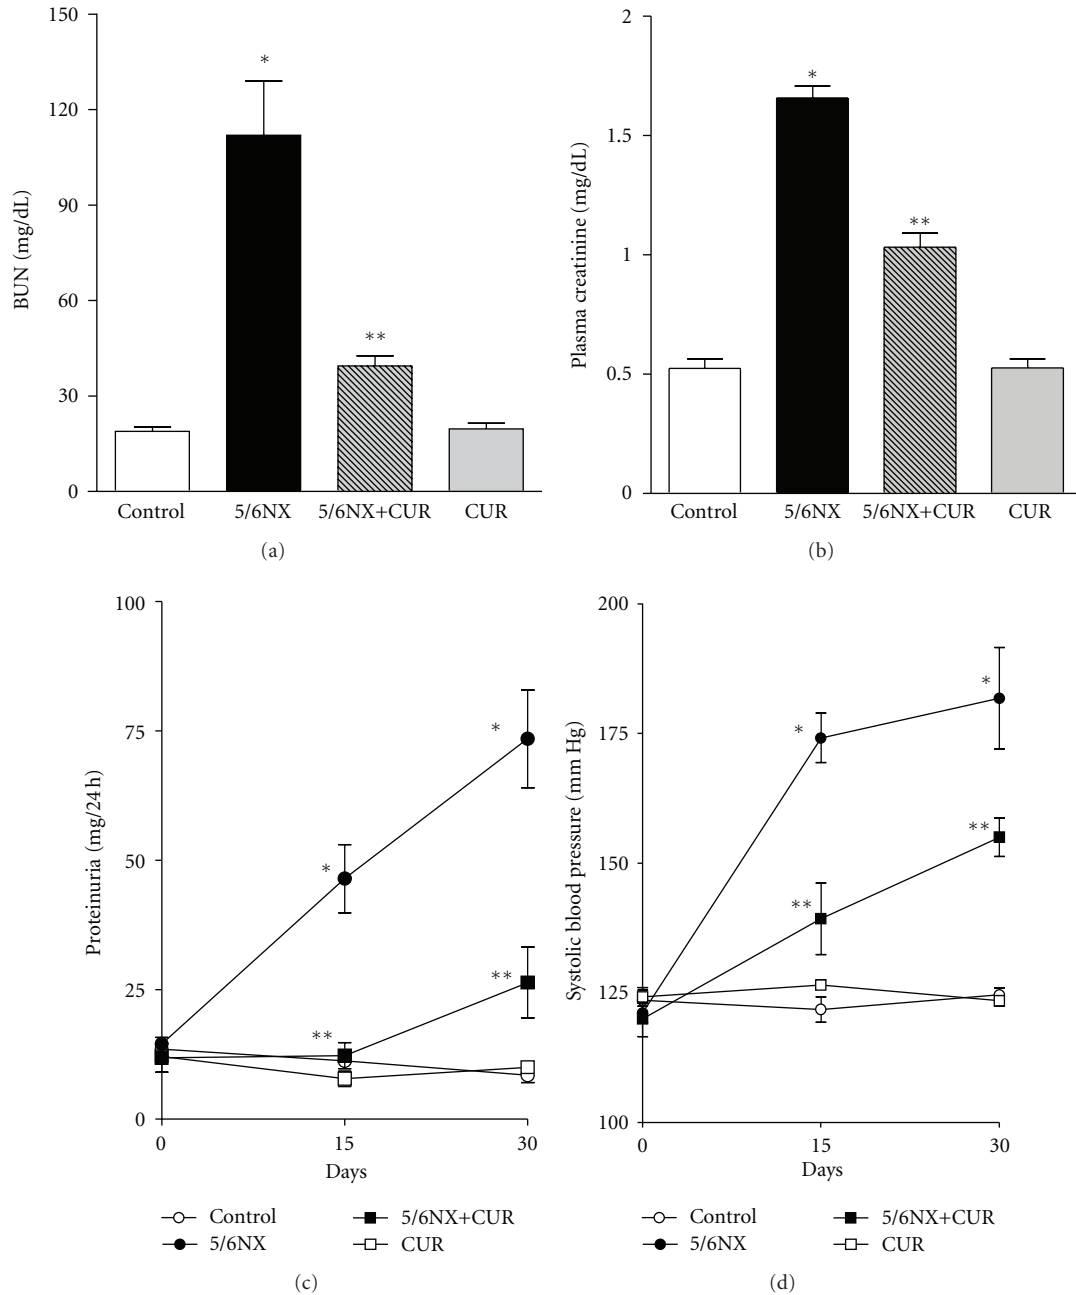 150
120
90
60
30
0
BUN (mg/dL)
*
**
Control 5/6NX 5/6NX+CUR CUR
(a)
2
1.5
1
0.5
0
Plasma creatinine (mg/dL)
*
**
Control 5/6NX 5/6NX+CUR CUR
(b)
100
75
50
25
0
Proteinuria (mg/24 h)
*
*
**
**
0 15 30
Days
Control 5/6NX+CUR
5/6NX CUR
(c)
200
175
150
125
100
Systolic blood pressure (mm Hg)
*
*
**
**
0 15 30
Days
Control 5/6NX+CUR
5/6NX CUR
(d)